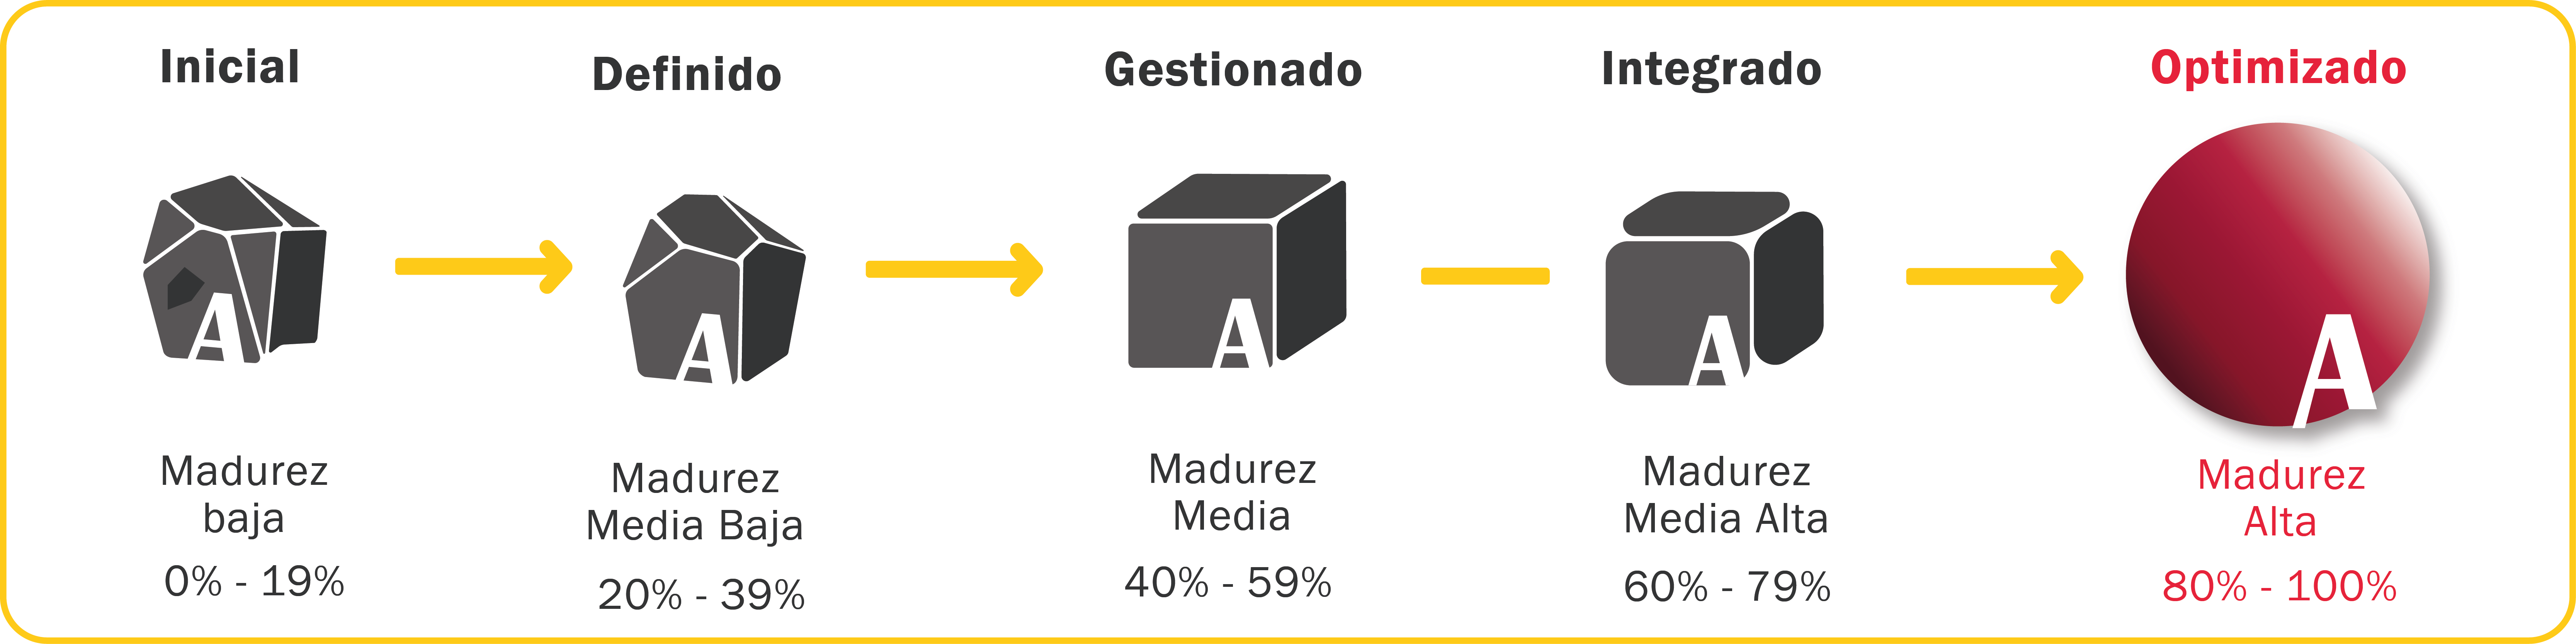 Inicial
Definido
Gestionado
Integrado
Optimizado
A
A
A
A
A
Madurez
baja
0% - 19%
Madurez
Media Baja
20% - 39%
Madurez
Media
40% - 59%
Madurez
Media Alta
60% - 79%
Madurez
Alta
80% - 100%